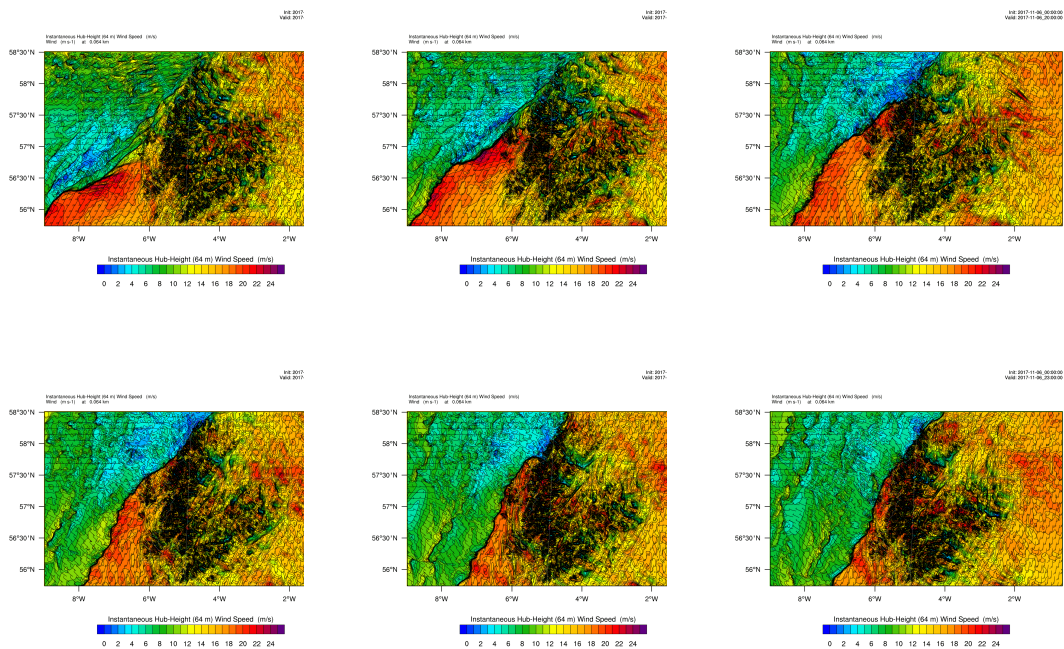 Init: 2017-
Valid: 2017-
Instantaneous Hub-Height (64 m) Wind Speed (m/s)
Wind (m s-1) at 0.064 km
58°30'N
58°N
57°30'N
57°N
56°30'N
56°N
8°W 6°W 4°W 2°W
Instantaneous Hub-Height (64 m) Wind Speed (m/s)
0 2 4 6 8 10 12 14 16 18 20 22 24
Init: 2017-
Valid: 2017-
Instantaneous Hub-Height (64 m) Wind Speed (m/s)
Wind (m s-1) at 0.064 km
58°30'N
58°N
57°30'N
57°N
56°30'N
56°N
8°W 6°W 4°W 2°W
Instantaneous Hub-Height (64 m) Wind Speed (m/s)
0 2 4 6 8 10 12 14 16 18 20 22 24
Init: 2017-11-06_00:00:00
Valid: 2017-11-06_20:00:00
Instantaneous Hub-Height (64 m) Wind Speed (m/s)
Wind (m s-1) at 0.064 km
58°30'N
58°N
57°30'N
57°N
56°30'N
56°N
8°W 6°W 4°W 2°W
Instantaneous Hub-Height (64 m) Wind Speed (m/s)
0 2 4 6 8 10 12 14 16 18 20 22 24
Init: 2017-
Valid: 2017-
Instantaneous Hub-Height (64 m) Wind Speed (m/s)
Wind (m s-1) at 0.064 km
58°30'N
58°N
57°30'N
57°N
56°30'N
56°N
8°W 6°W 4°W 2°W
Instantaneous Hub-Height (64 m) Wind Speed (m/s)
0 2 4 6 8 10 12 14 16 18 20 22 24
Init: 2017-
Valid: 2017-
Instantaneous Hub-Height (64 m) Wind Speed (m/s)
Wind (m s-1) at 0.064 km
58°30'N
58°N
57°30'N
57°N
56°30'N
56°N
8°W 6°W 4°W 2°W
Instantaneous Hub-Height (64 m) Wind Speed (m/s)
0 2 4 6 8 10 12 14 16 18 20 22 24
Init: 2017-11-06_00:00:00
Valid: 2017-11-06_23:00:00
Instantaneous Hub-Height (64 m) Wind Speed (m/s)
Wind (m s-1) at 0.064 km
58°30'N
58°N
57°30'N
57°N
56°30'N
56°N
8°W 6°W 4°W 2°W
Instantaneous Hub-Height (64 m) Wind Speed (m/s)
0 2 4 6 8 10 12 14 16 18 20 22 24